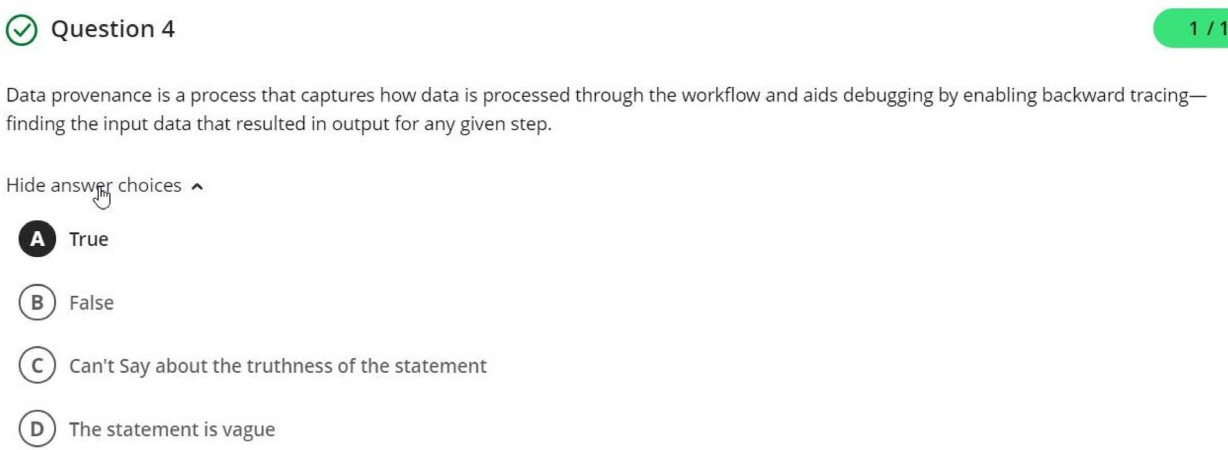 Question 4
1 / 1
Data provenance is a process that captures how data is processed through the workflow and aids debugging by enabling backward tracing—
finding the input data that resulted in output for any given step.
Hide answer choices
A True
B False
C Can't Say about the truthness of the statement
D The statement is vague